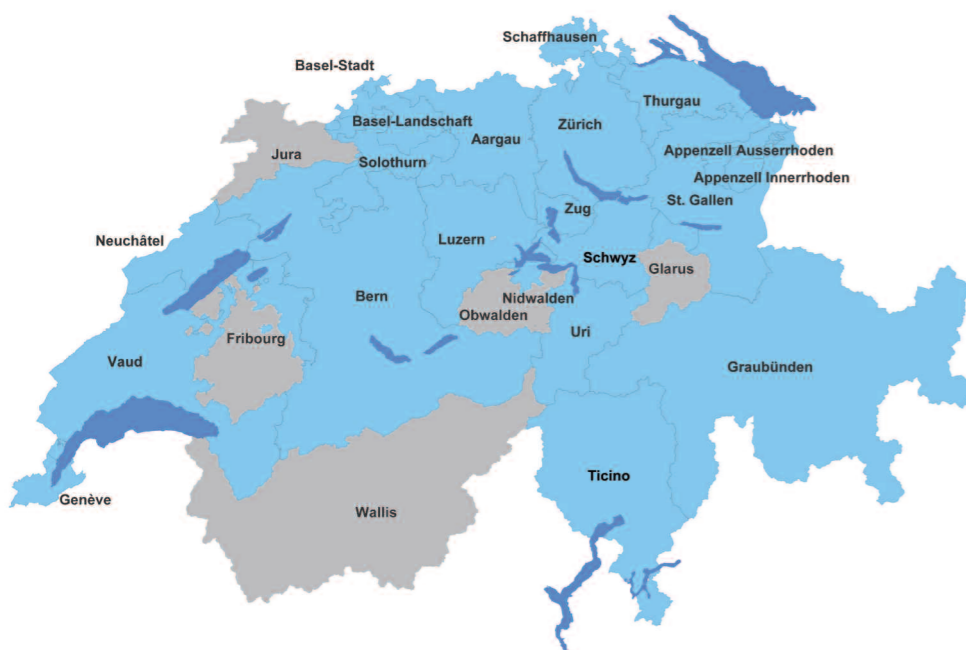 Schaffhausen
Basel-Stadt
Thurgau
Basel-Landschaft
Zürich
Aargau
Appenzell Ausserrhoden
Jura
Solothurn
Appenzell Innerrhoden
St. Gallen
Zug
Neuchâtel
Luzern
Schwyz
Glarus
Bern
Nidwalden
Obwalden
Uri
Fribourg
Vaud
Graubünden
Ticino
Genève
Wallis